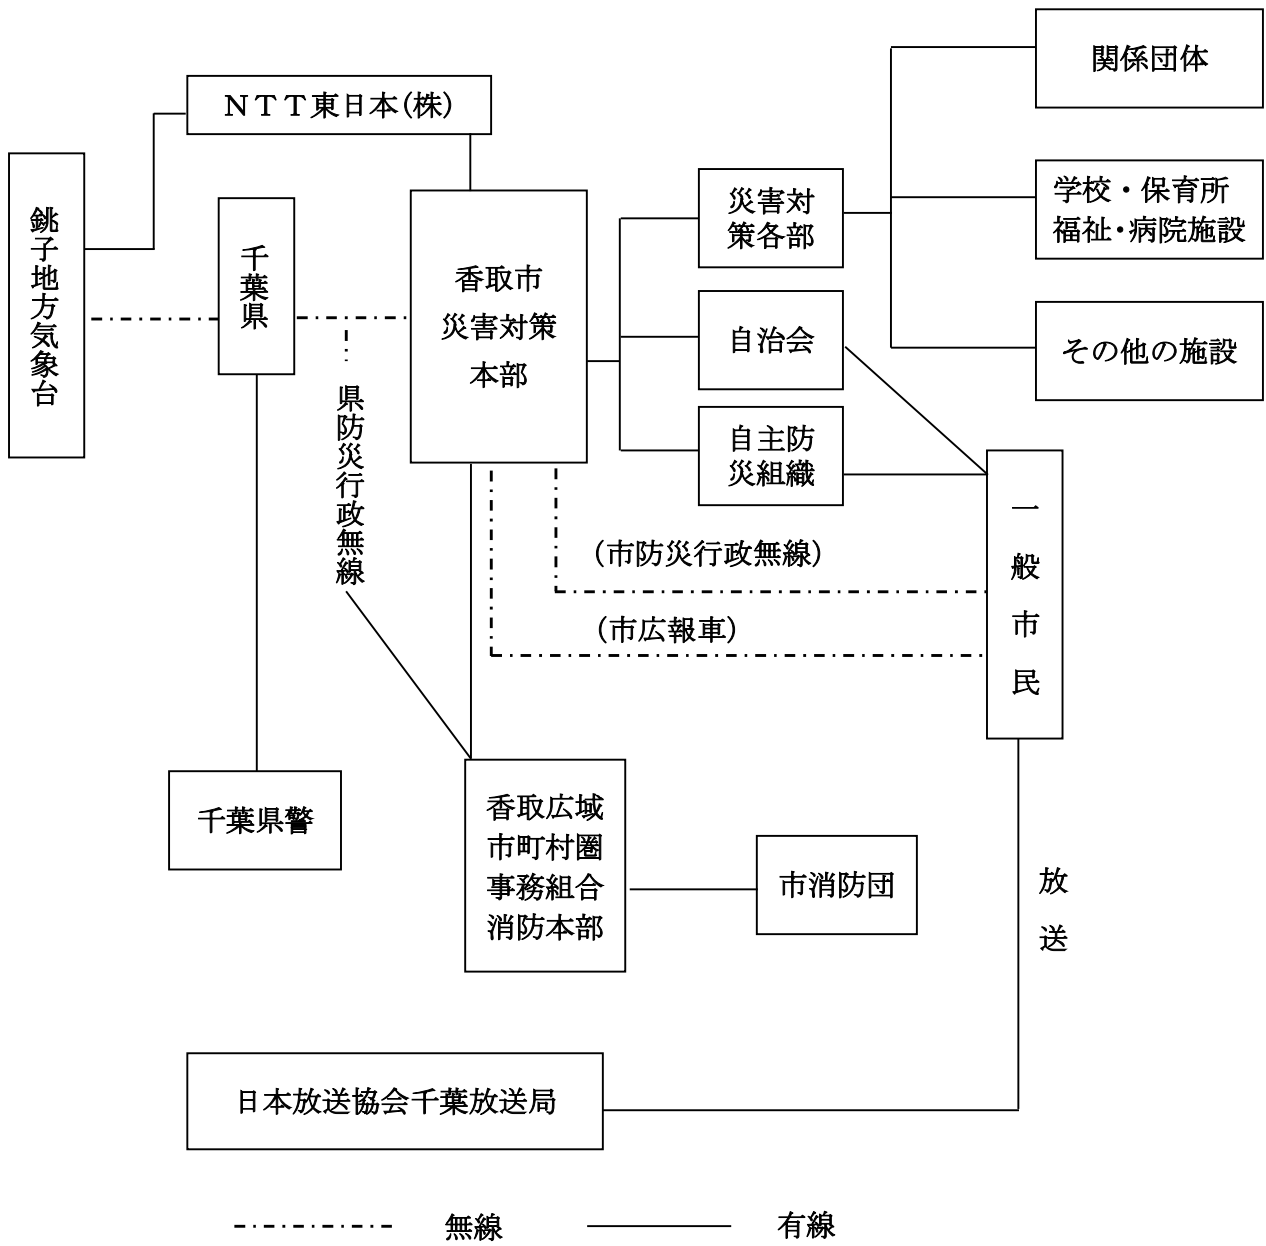 関係団体
NTT東日本(株)
銚子地方気象台
千葉県
香取市
災害対策
本部
災害対
策各部
学校・保育所
福祉・病院施設
自治会
その他の施設
自主防
災組織
県防災行政無線
一般市民
(市防災行政無線)
(市広報車)
千葉県警
香取広域
市町村圏
事務組合
消防本部
市消防団
放送
日本放送協会千葉放送局
無線
有線